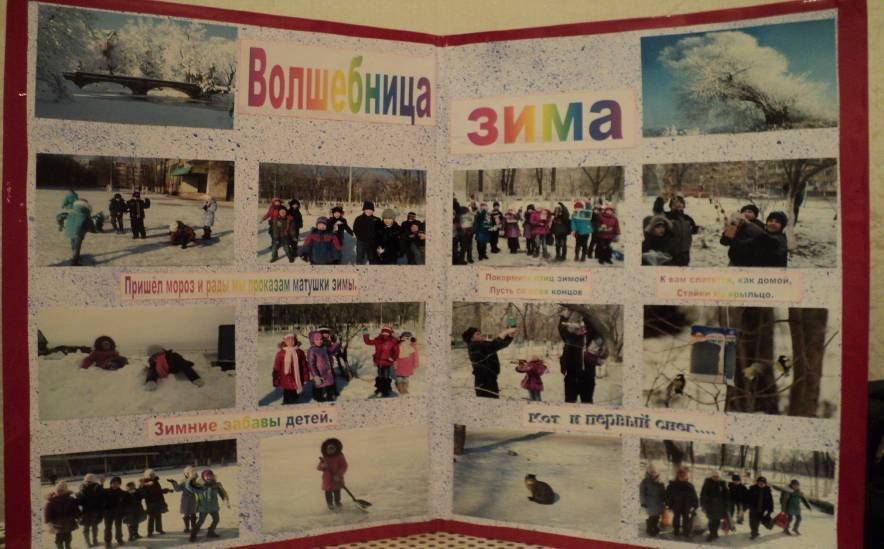 Волшебница
зима
Пришел мороз и рады мы проказам матушки зимы.
Покормите птиц зимой!
Пусть со всех концов
К вам слетятся, как домой,
Стайки на крыльцо.
Зимние забавы детей.
Кот и первый снег....